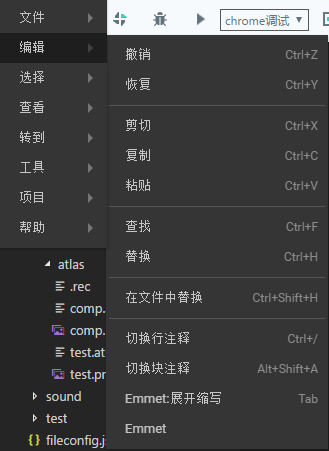 文件
编辑
选择
查看
转到
工具
项目
帮助
chrome调试
撤销 Ctrl+Z
恢复 Ctrl+Y
剪切 Ctrl+X
复制 Ctrl+C
粘贴 Ctrl+V
查找 Ctrl+F
替换 Ctrl+H
在文件中替换 Ctrl+Shift+H
切换行注释 Ctrl+/
切换块注释 Alt+Shift+A
Emmet:展开缩写 Tab
Emmet
atlas
.rec
comp.
comp.
test.at
test.pr
sound
test
{} fileconfig.j